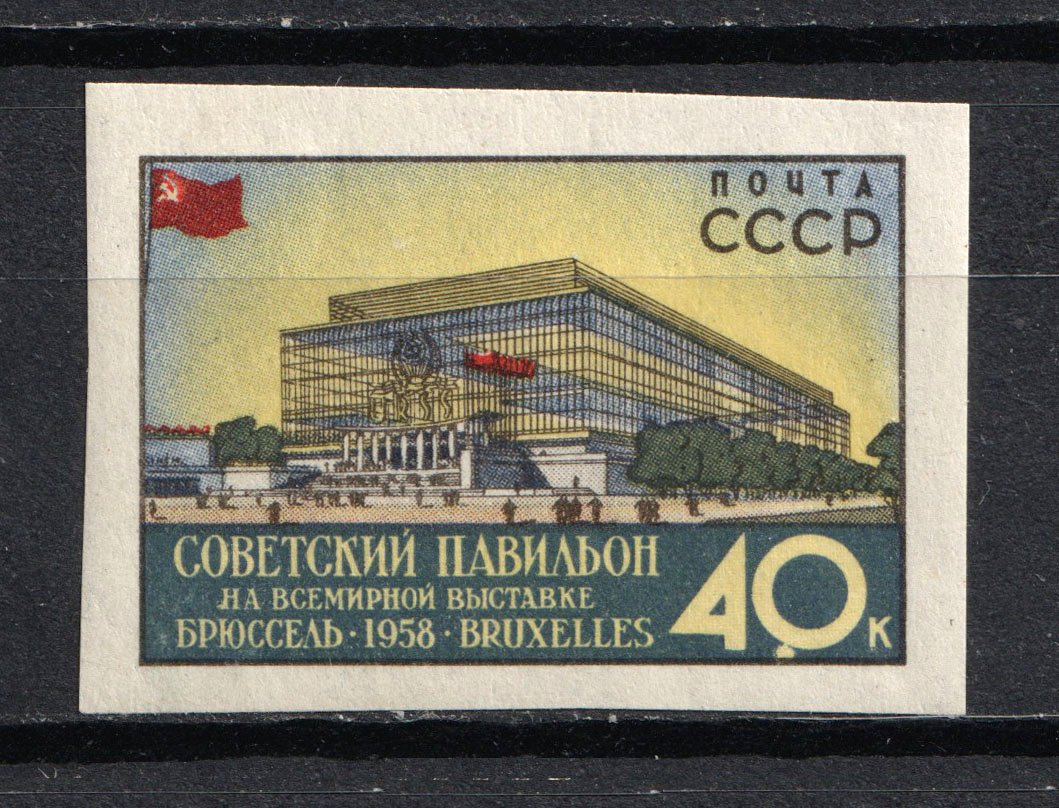 ПОЧТА
СССР
СОВЕТСКИЙ ПАВИЛЬОН
НА ВСЕМИРНОЙ ВЫСТАВКЕ
БРЮССЕЛЬ · 1958 · BRUXELLES
40 К